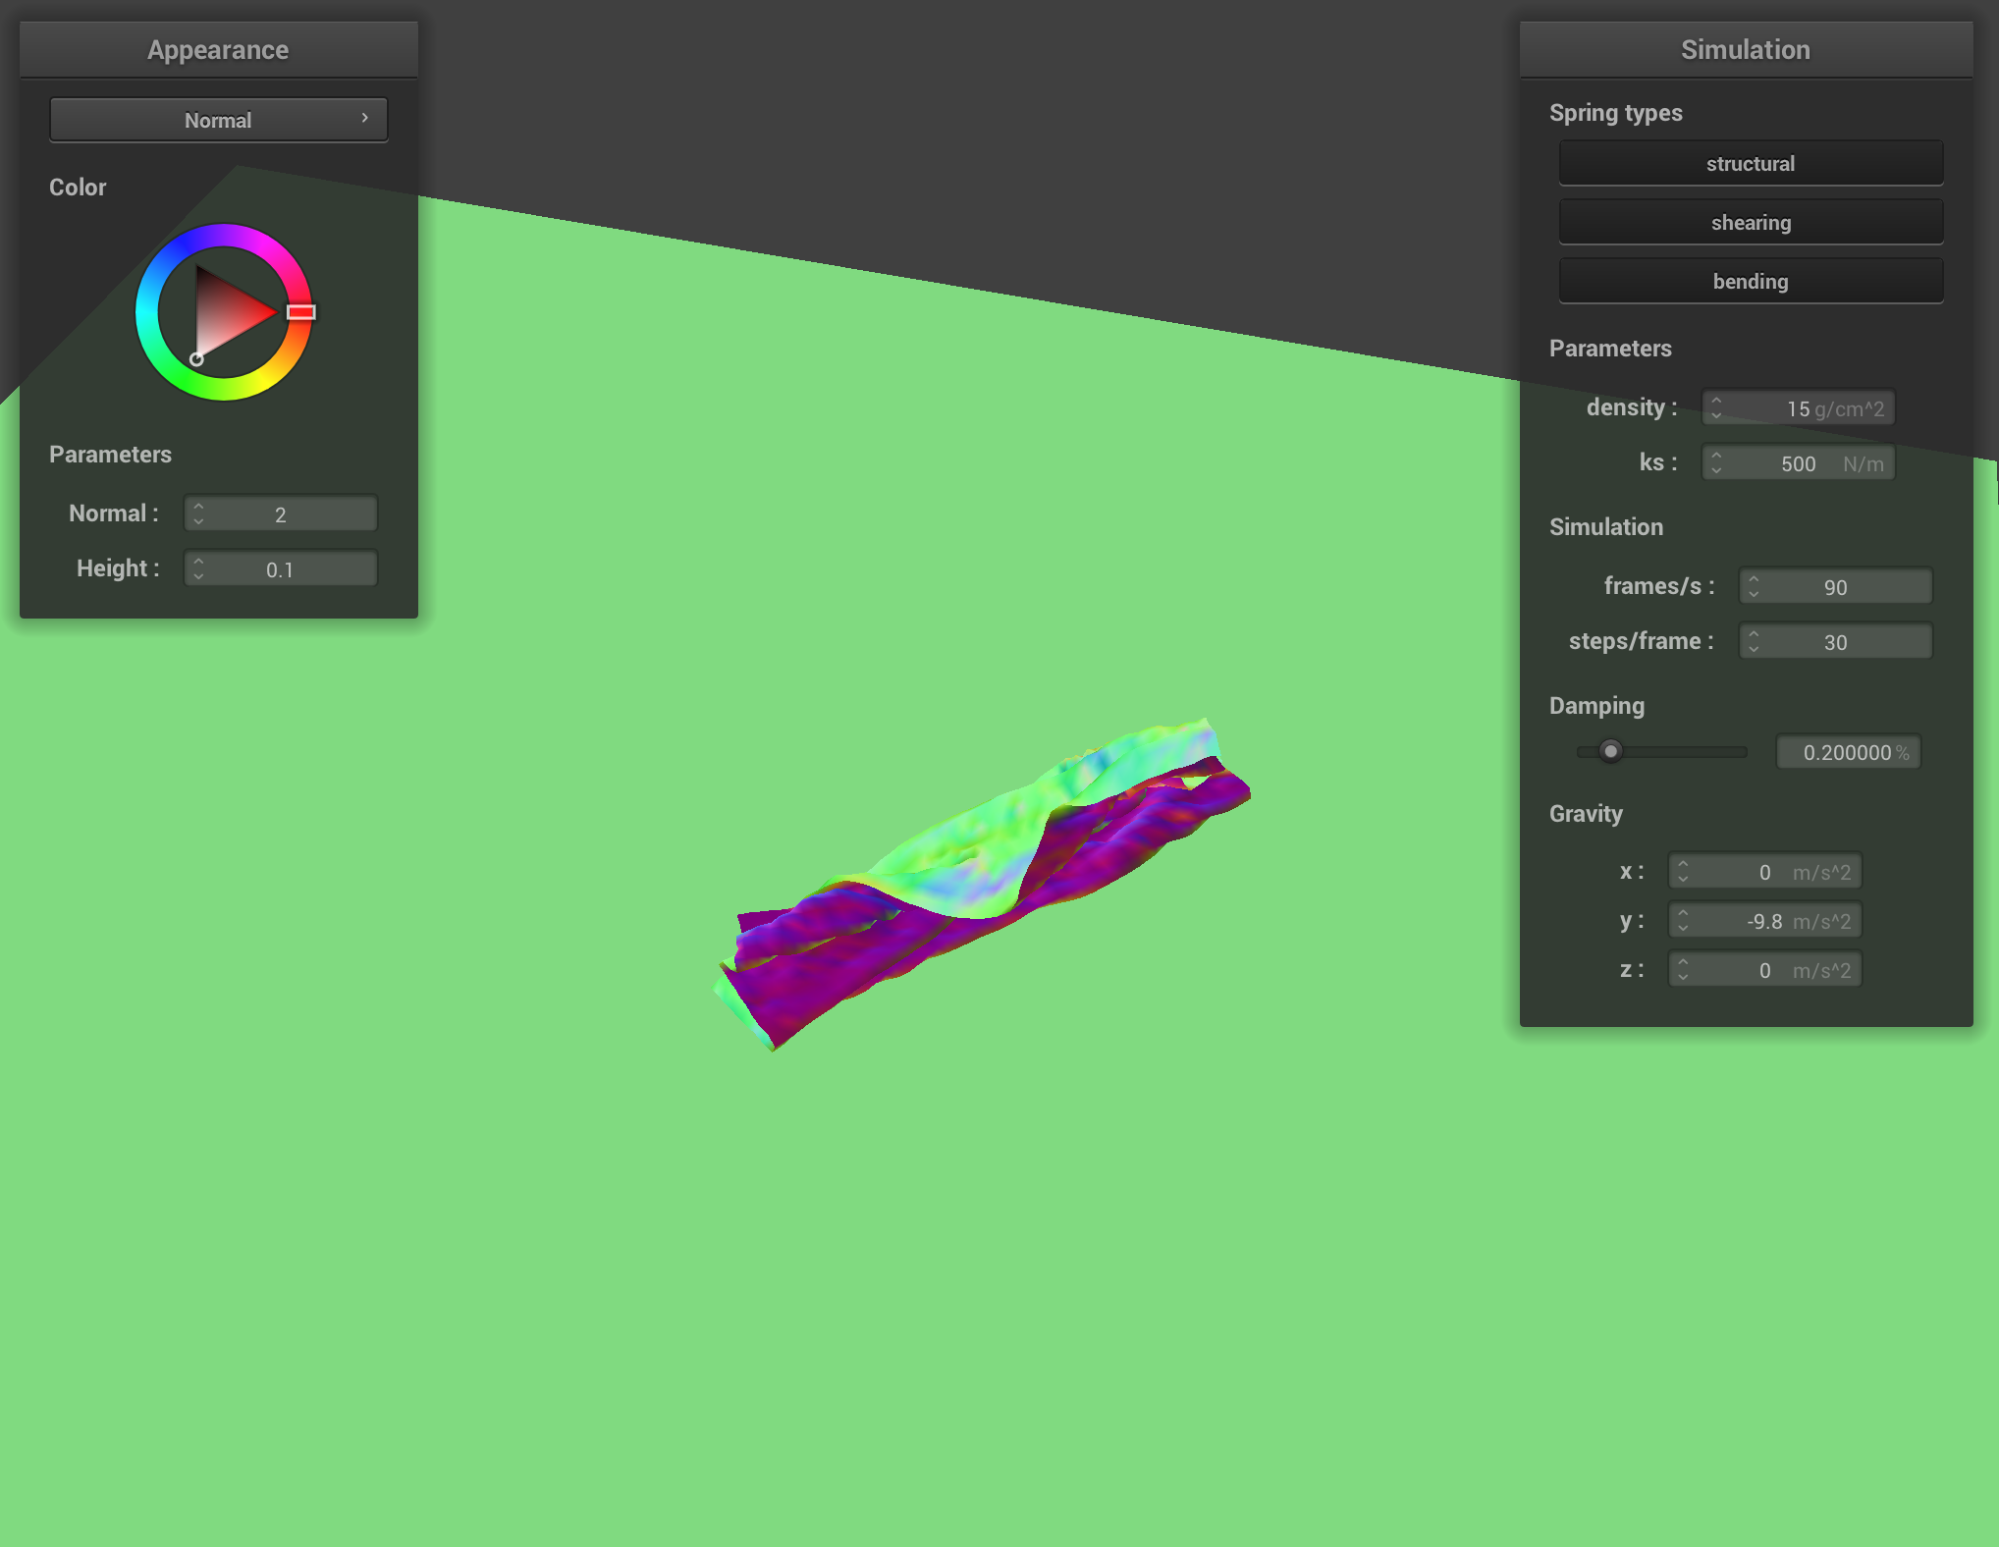 Appearance
Normal
Color
Parameters
Normal : 2
Height : 0.1
Simulation
Spring types
structural
shearing
bending
Parameters
density : 15 g/cm^2
ks : 500 N/m
Simulation
frames/s : 90
steps/frame : 30
Damping
0.200000 %
Gravity
x : 0 m/s^2
y : -9.8 m/s^2
z : 0 m/s^2